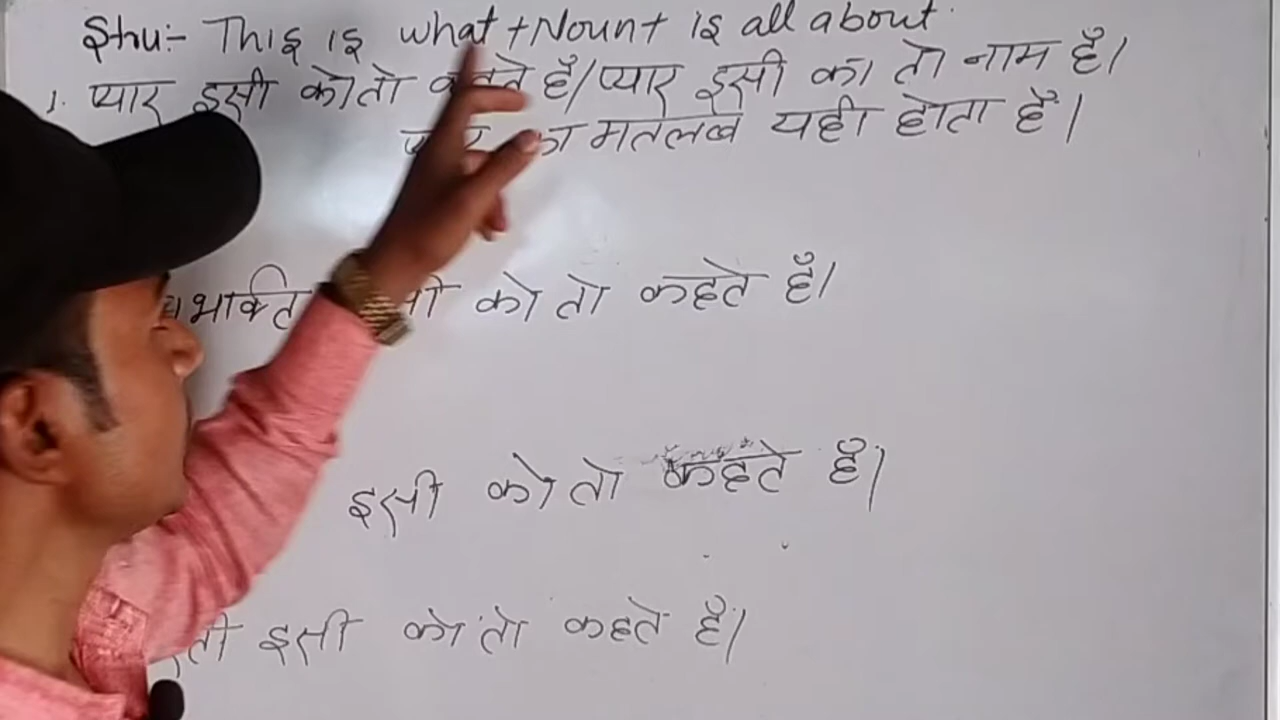 Stru:- This is what + Noun + is all about.
1. प्यार इसी को तो कहते है/प्यार इसी का तो नाम है।
का मतलब यही होता है।
भक्ति को तो कहते है।
इसी को तो कहते है।
इसी को तो कहते है।